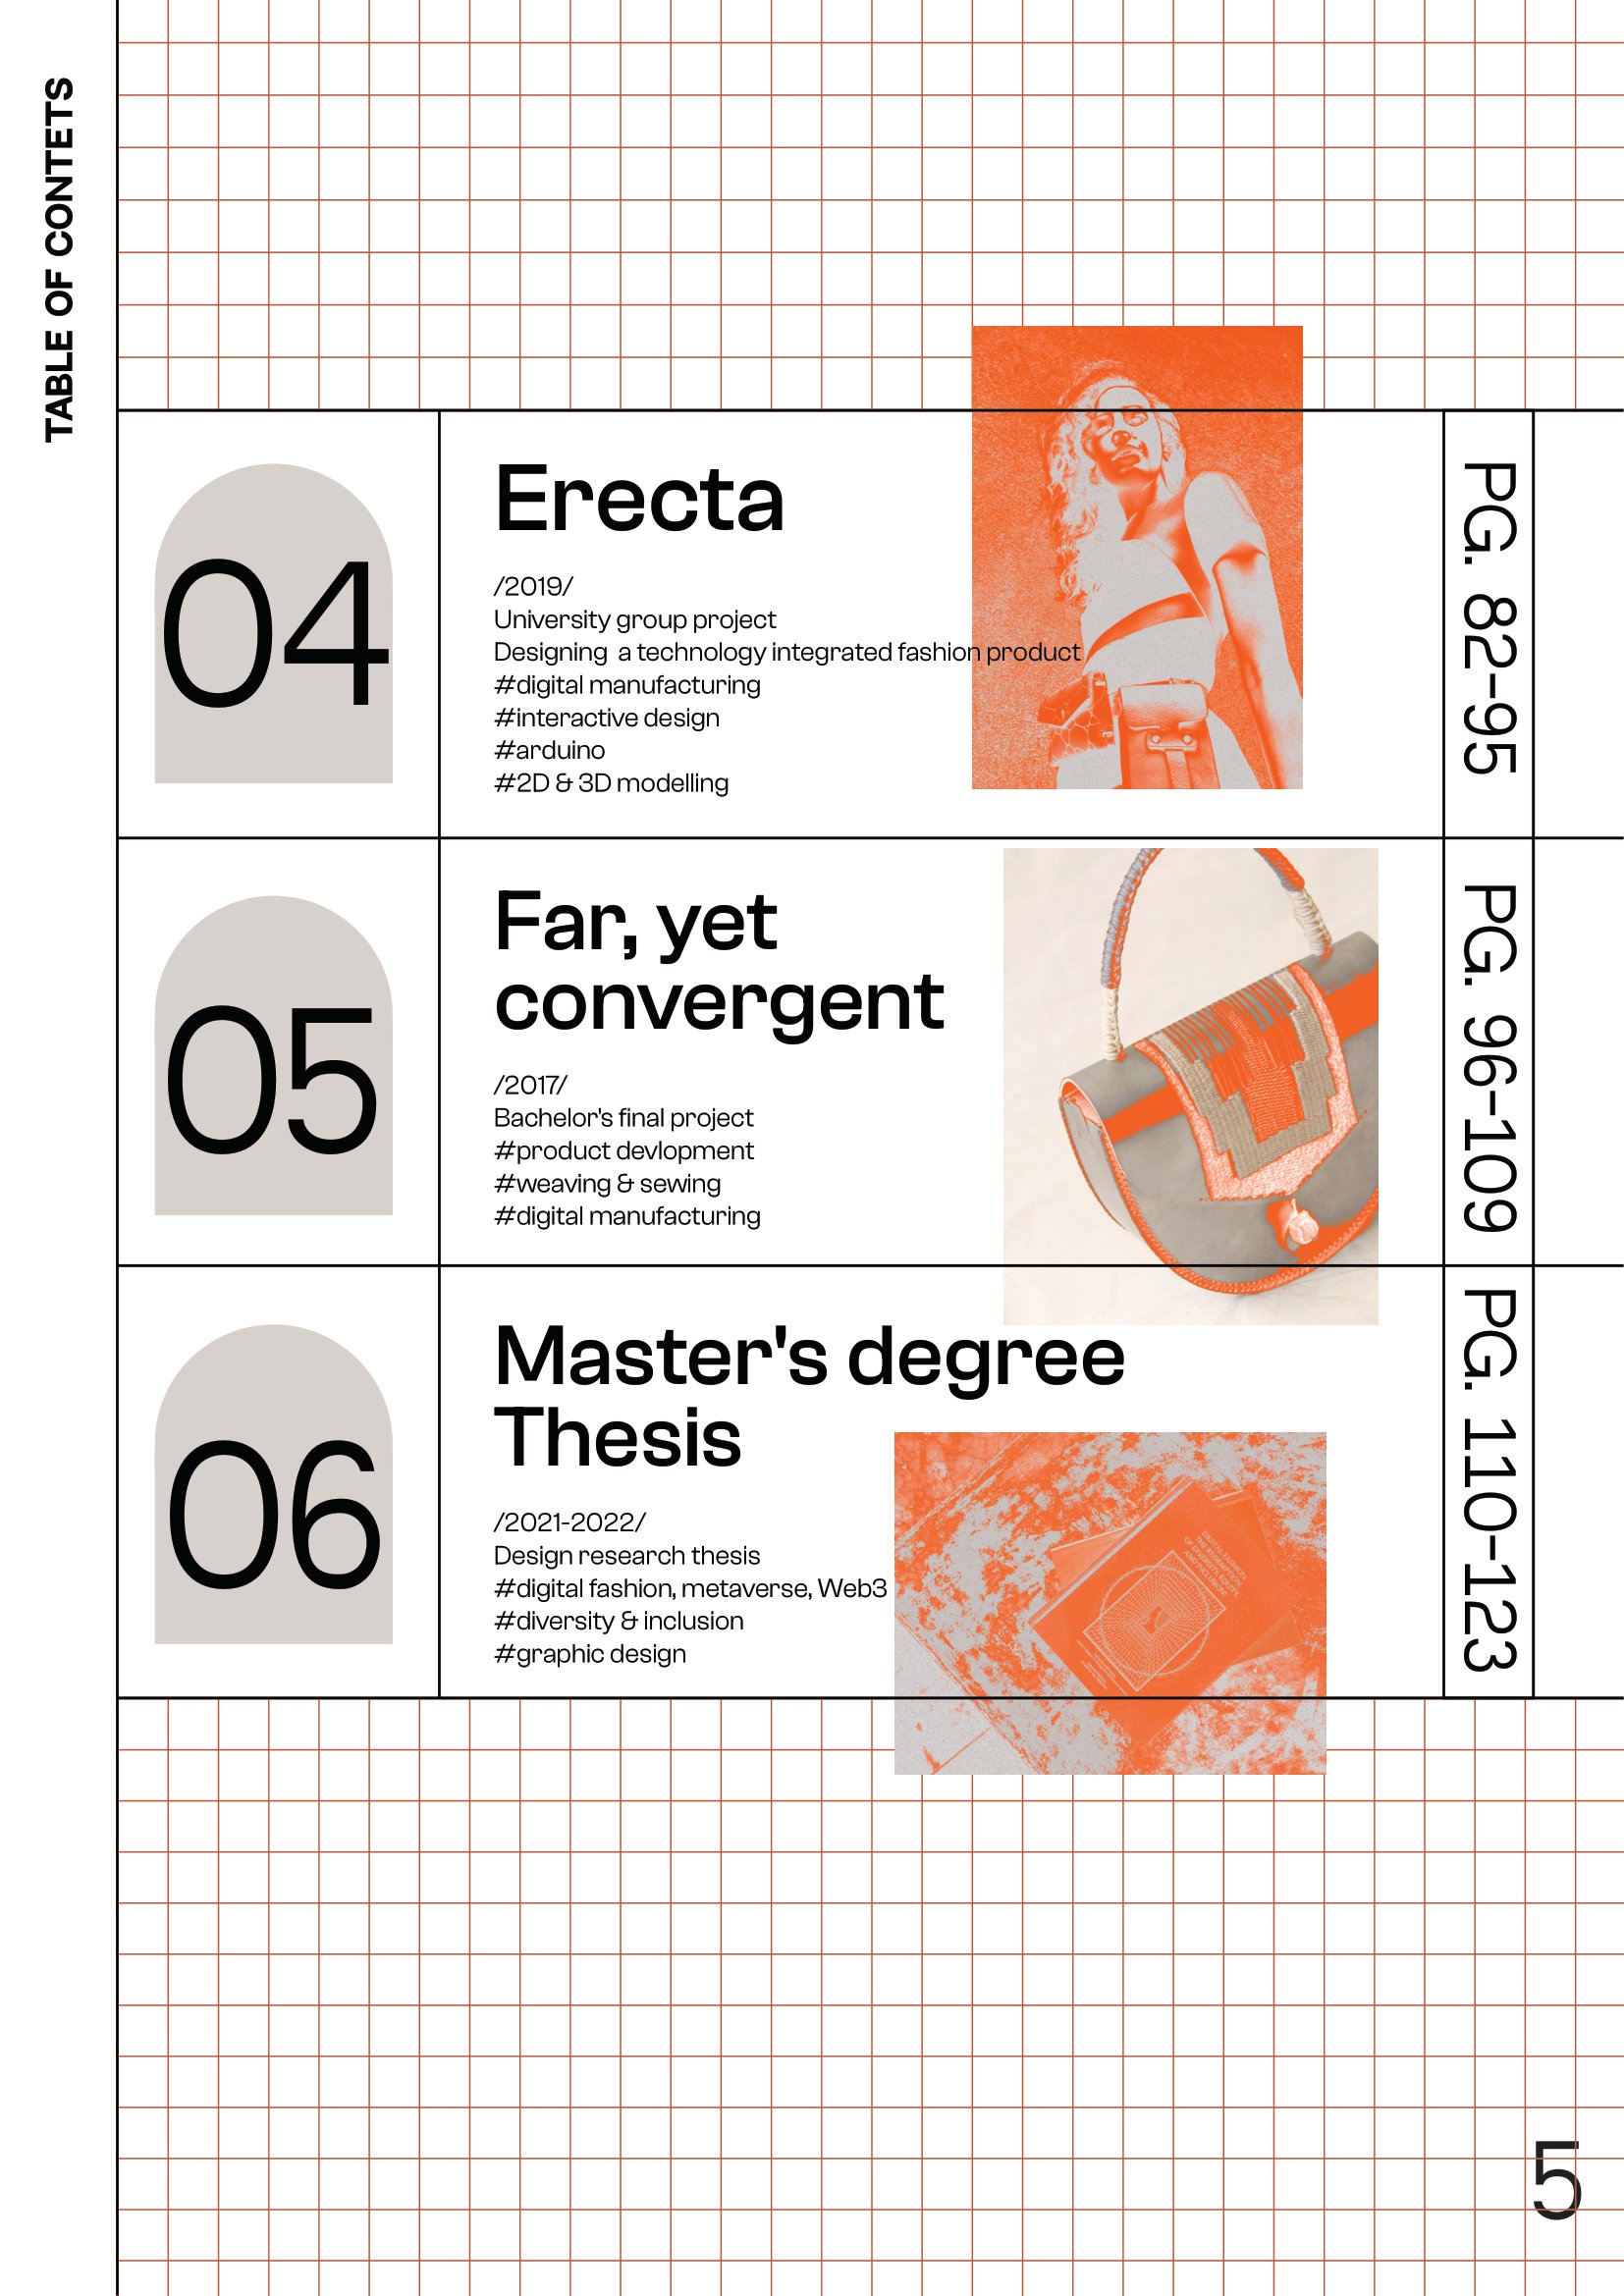 TABLE OF CONTETS
04
Erecta
/2019/
University group project
Designing  a technology integrated fashion product
#digital manufacturing
#interactive design
#arduino
#2D & 3D modelling
PG. 82-95
05
Far, yet
convergent
/2017/
Bachelor's final project
#product devlopment
#weaving & sewing
#digital manufacturing
PG. 96-109
06
Master's degree
Thesis
/2021-2022/
Design research thesis
#digital fashion, metaverse, Web3
#diversity & inclusion
#graphic design
PG. 110-123
5